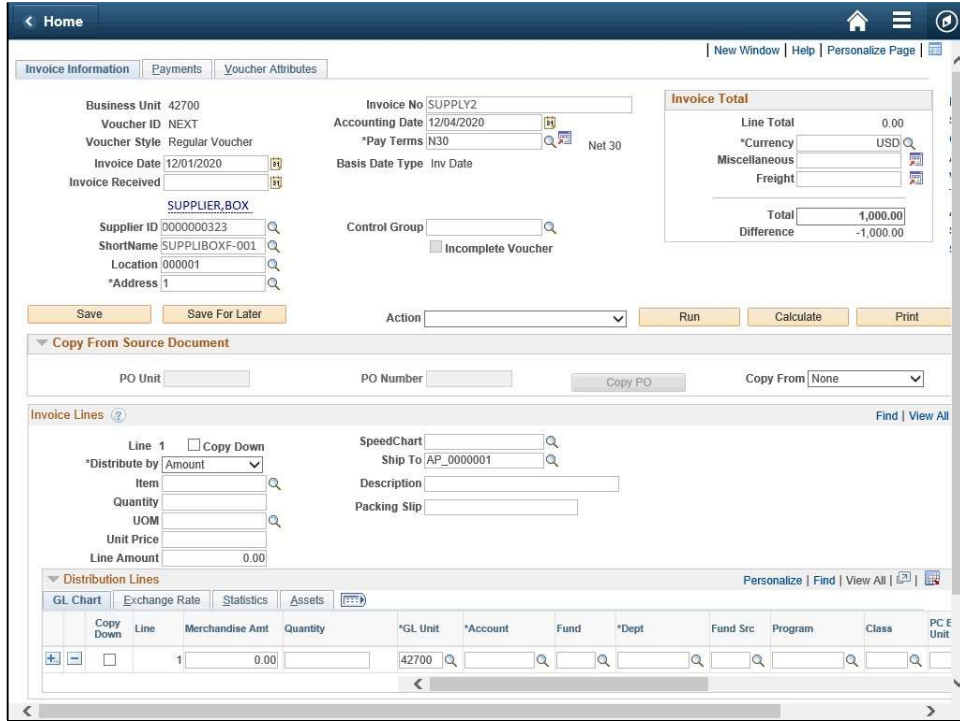 Home
New Window | Help | Personalize Page |
Invoice Information Payments Voucher Attributes
Business Unit 42700
Voucher ID NEXT
Voucher Style Regular Voucher
Invoice Date 12/01/2020
Invoice Received
SUPPLIER,BOX
Supplier ID 0000000323
ShortName SUPPLIBOXF-001
Location 000001
*Address 1
Invoice No SUPPLY2
Accounting Date 12/04/2020
*Pay Terms N30 Net 30
Basis Date Type Inv Date
Control Group
Incomplete Voucher
Invoice Total
Line Total 0.00
*Currency USD
Miscellaneous
Freight
Total 1,000.00
Difference -1,000.00
Save Save For Later Action Run Calculate Print
Copy From Source Document
PO Unit PO Number Copy PO Copy From None
Invoice Lines ? Find | View All
Line 1 Copy Down
*Distribute by Amount
Item
Quantity
UOM
Unit Price
Line Amount 0.00
SpeedChart
Ship To AP_0000001
Description
Packing Slip
Distribution Lines Personalize | Find | View All |
GL Chart Exchange Rate Statistics Assets
Copy Down Line Merchandise Amt Quantity *GL Unit *Account Fund *Dept Fund Src Program Class
1 0.00 42700